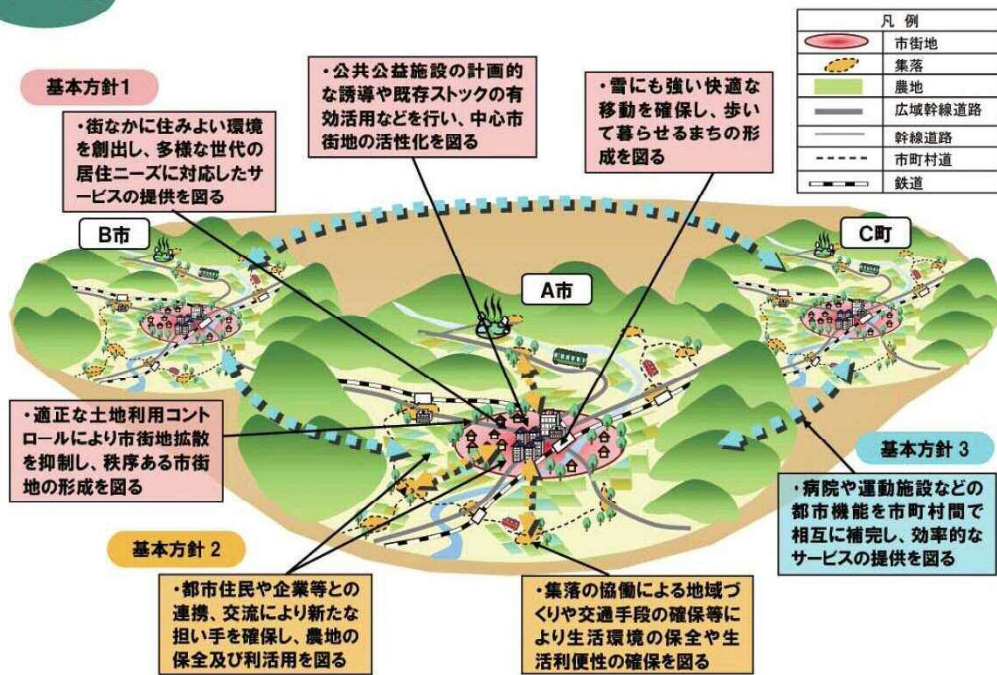 凡例
市街地
集落
農地
広域幹線道路
幹線道路
市町村道
鉄道
基本方針1
・街なかに住みよい環境
を創出し、多様な世代の
居住ニーズに対応したサ
ービスの提供を図る
・公共公益施設の計画的
な誘導や既存ストックの有
効活用などを行い、中心市
街地の活性化を図る
・雪にも強い快適な
移動を確保し、歩い
て暮らせるまちの形
成を図る
B市
A市
C町
・適正な土地利用コント
ロールにより市街地拡散
を抑制し、秩序ある市街
地の形成を図る
基本方針3
・病院や運動施設などの
都市機能を市町村間で
相互に補完し、効率的な
サービスの提供を図る
基本方針2
・都市住民や企業等との
連携、交流により新たな
担い手を確保し、農地の
保全及び利活用を図る
・集落の協働による地域づ
くりや交通手段の確保等に
より生活環境の保全や生
活利便性の確保を図る